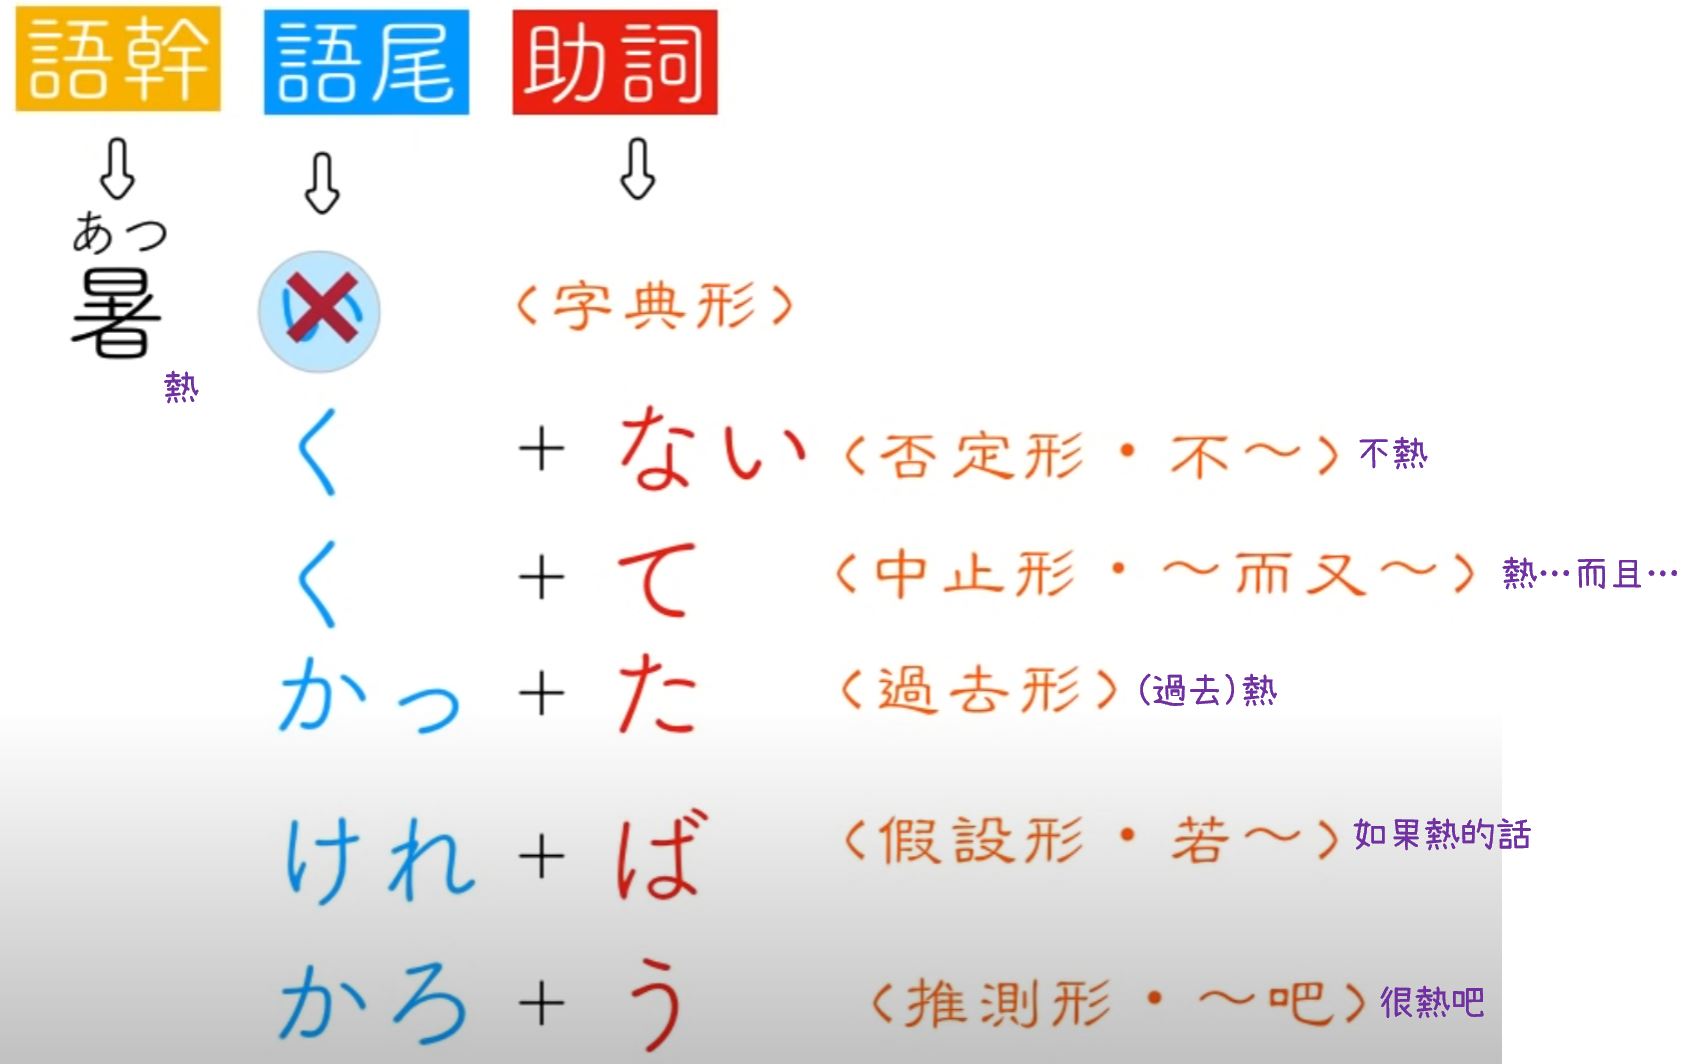 語幹 語尾 助詞
あつ
暑 い 〈字典形〉
熱
く + ない 〈否定形・不～〉 不熱
く + て 〈中止形・～而又～〉 熱…而且…
かっ + た 〈過去形〉 (過去)熱
けれ + ば 〈假設形・若～〉 如果熱的話
かろ + う 〈推測形・～吧〉 很熱吧